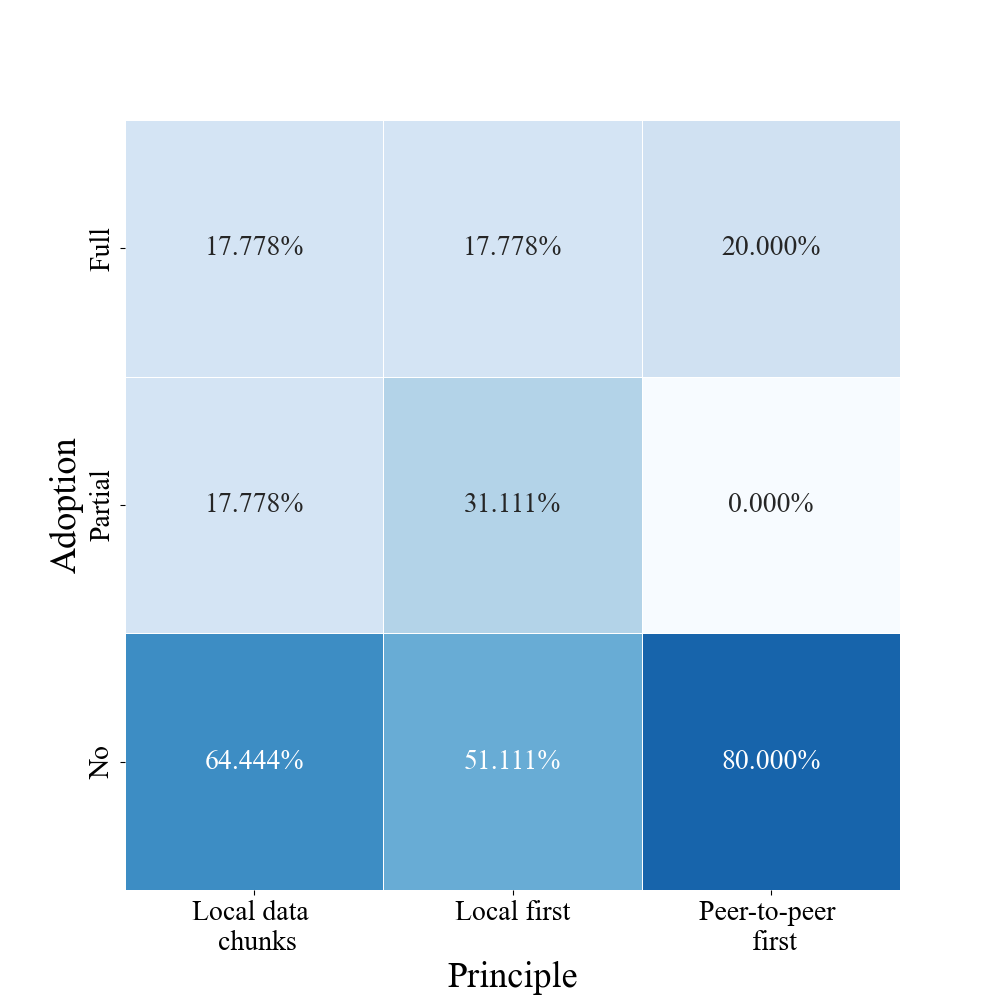 Adoption
Full
17.778%
17.778%
20.000%
Partial
17.778%
31.111%
0.000%
No
64.444%
51.111%
80.000%
Local data
chunks
Local first
Peer-to-peer
first
Principle